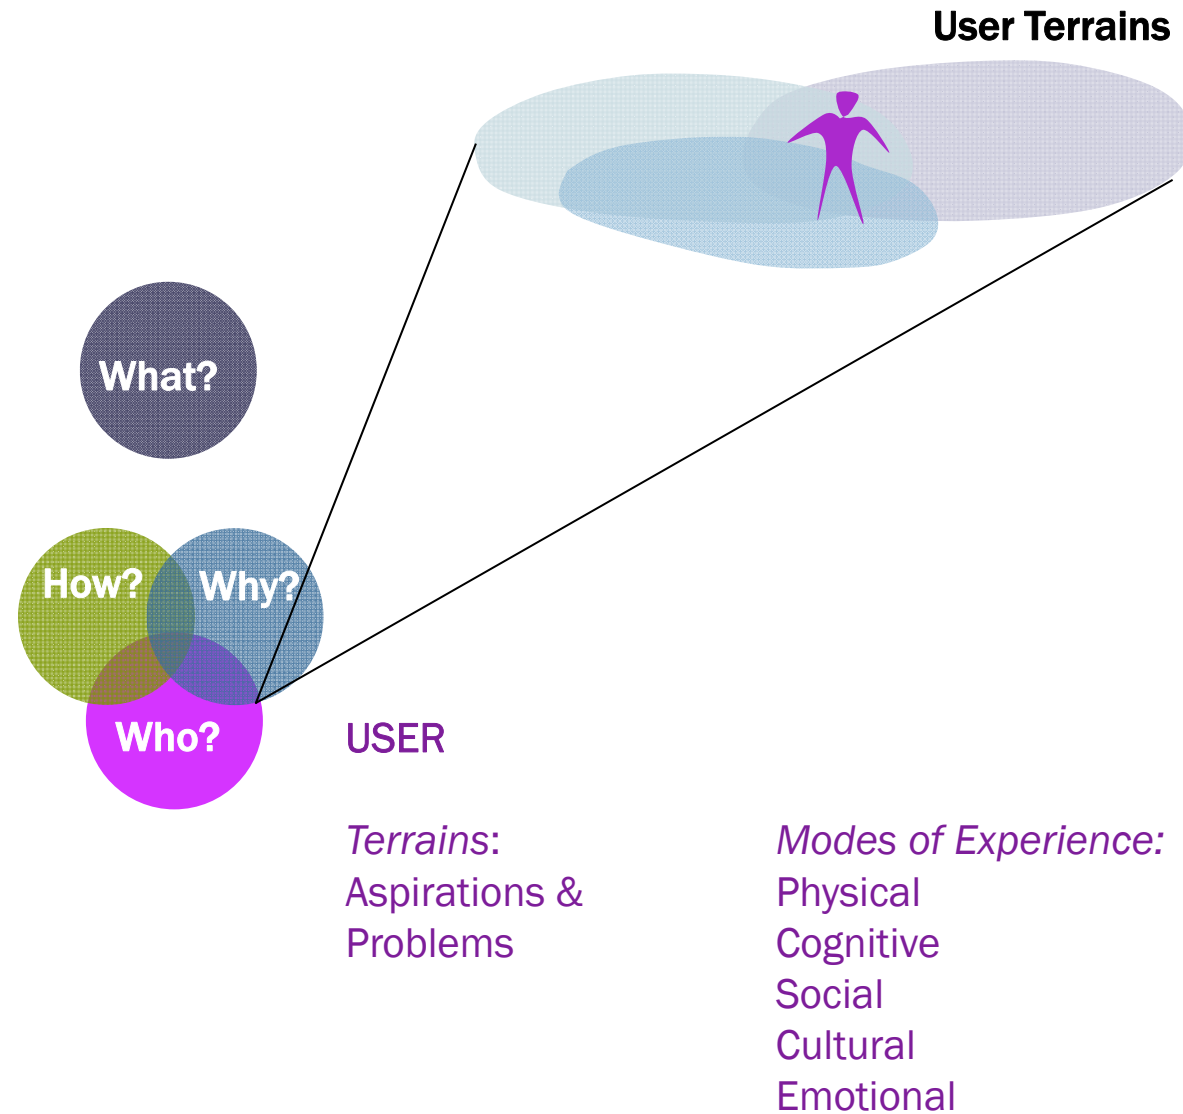 User Terrains
What?
How?
Why?
Who?
USER
Terrains:
Aspirations &
Problems
Modes of Experience:
Physical
Cognitive
Social
Cultural
Emotional